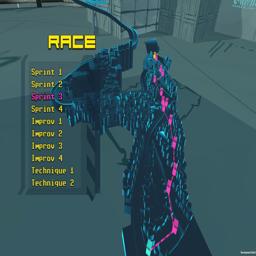 RACE
Sprint 1
Sprint 2
Sprint 3
Sprint 4
Improv 1
Improv 2
Improv 3
Improv 4
Technique 1
Technique 2